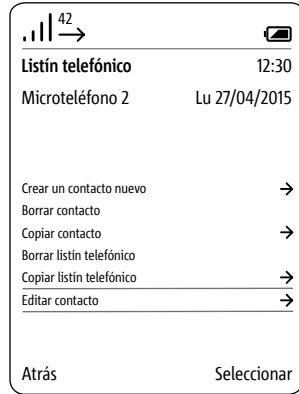 42
Listín telefónico 12:30
Microteléfono 2 Lu 27/04/2015
Crear un contacto nuevo
Borrar contacto
Copiar contacto
Borrar listín telefónico
Copiar listín telefónico
Editar contacto
Atrás Seleccionar